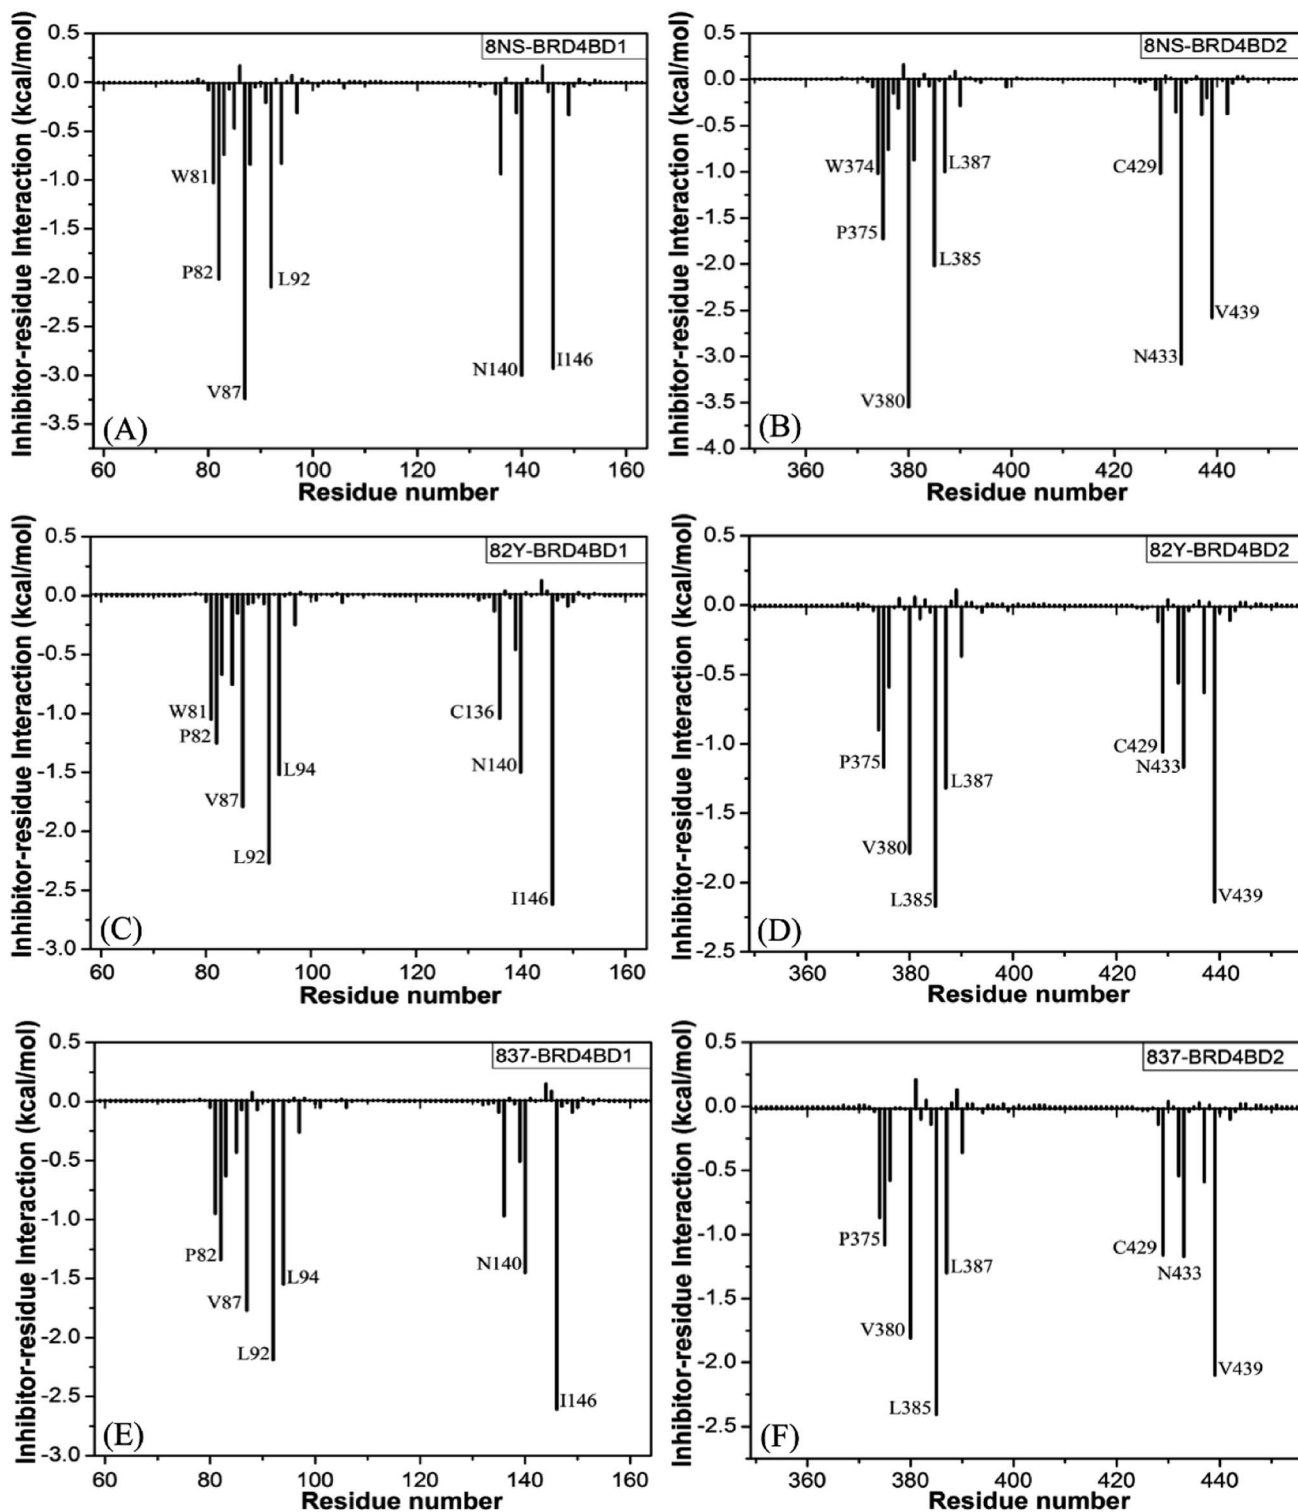 Inhibitor-residue Interaction (kcal/mol)
0.5
0.0
-0.5
-1.0
-1.5
-2.0
-2.5
-3.0
-3.5
8NS-BRD4BD1
W81
P82
L92
V87
N140
I146
(A)
60 80 100 120 140 160
Residue number
Inhibitor-residue Interaction (kcal/mol)
0.5
0.0
-0.5
-1.0
-1.5
-2.0
-2.5
-3.0
-3.5
-4.0
8NS-BRD4BD2
W374
L387
C429
P375
L385
V439
N433
V380
(B)
360 380 400 420 440
Residue number
Inhibitor-residue Interaction (kcal/mol)
0.5
0.0
-0.5
-1.0
-1.5
-2.0
-2.5
-3.0
82Y-BRD4BD1
W81
P82
C136
L94
N140
V87
L92
I146
(C)
60 80 100 120 140 160
Residue number
Inhibitor-residue Interaction (kcal/mol)
0.5
0.0
-0.5
-1.0
-1.5
-2.0
-2.5
82Y-BRD4BD2
P375
C429
N433
L387
V380
L385
V439
(D)
360 380 400 420 440
Residue number
Inhibitor-residue Interaction (kcal/mol)
0.5
0.0
-0.5
-1.0
-1.5
-2.0
-2.5
-3.0
837-BRD4BD1
P82
N140
L94
V87
L92
I146
(E)
60 80 100 120 140 160
Residue number
Inhibitor-residue Interaction (kcal/mol)
0.5
0.0
-0.5
-1.0
-1.5
-2.0
-2.5
837-BRD4BD2
P375
C429
L387
N433
V380
V439
L385
(F)
360 380 400 420 440
Residue number